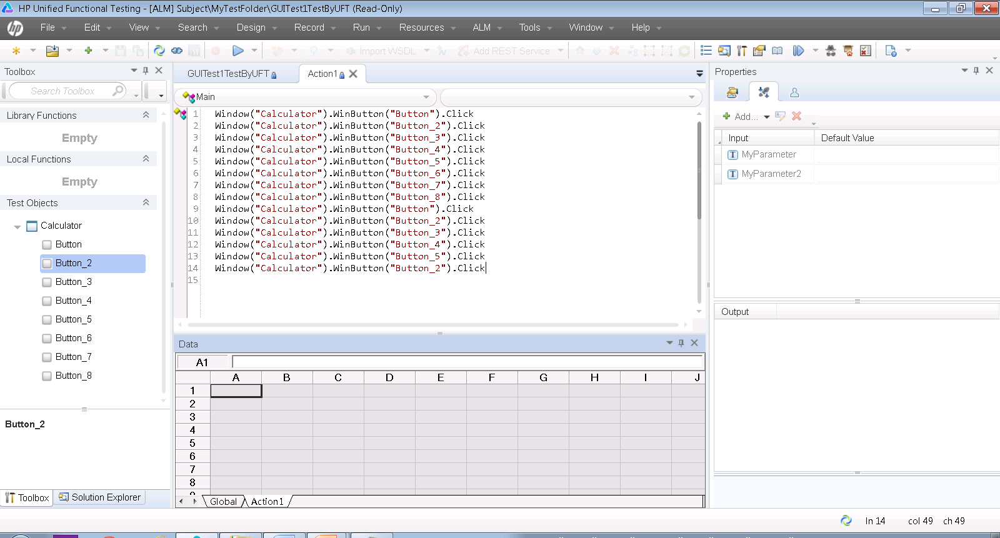 HP Unified Functional Testing - [ALM] Subject\MyTestFolder\GUITest1TestByUFT (Read-Only)
hp File Edit View Search Design Record Run Resources ALM Tools Window Help
Import WSDL Add REST Service
Toolbox
Search Toolbox
Library Functions
Empty
Local Functions
Empty
Test Objects
Calculator
Button
Button_2
Button_3
Button_4
Button_5
Button_6
Button_7
Button_8
Button_2
Toolbox Solution Explorer
GUITest1TestByUFT Action1
Main
1 Window("Calculator").WinButton("Button").Click
2 Window("Calculator").WinButton("Button_2").Click
3 Window("Calculator").WinButton("Button_3").Click
4 Window("Calculator").WinButton("Button_4").Click
5 Window("Calculator").WinButton("Button_5").Click
6 Window("Calculator").WinButton("Button_6").Click
7 Window("Calculator").WinButton("Button_7").Click
8 Window("Calculator").WinButton("Button_8").Click
9 Window("Calculator").WinButton("Button").Click
10 Window("Calculator").WinButton("Button_2").Click
11 Window("Calculator").WinButton("Button_3").Click
12 Window("Calculator").WinButton("Button_4").Click
13 Window("Calculator").WinButton("Button_5").Click
14 Window("Calculator").WinButton("Button_2").Click
15
Data
A1
A B C D E F G H I J
1
2
3
4
5
6
7
8
Global Action1
Properties
Add...
Input Default Value
MyParameter
MyParameter2
Output
ln 14 col 49 ch 49